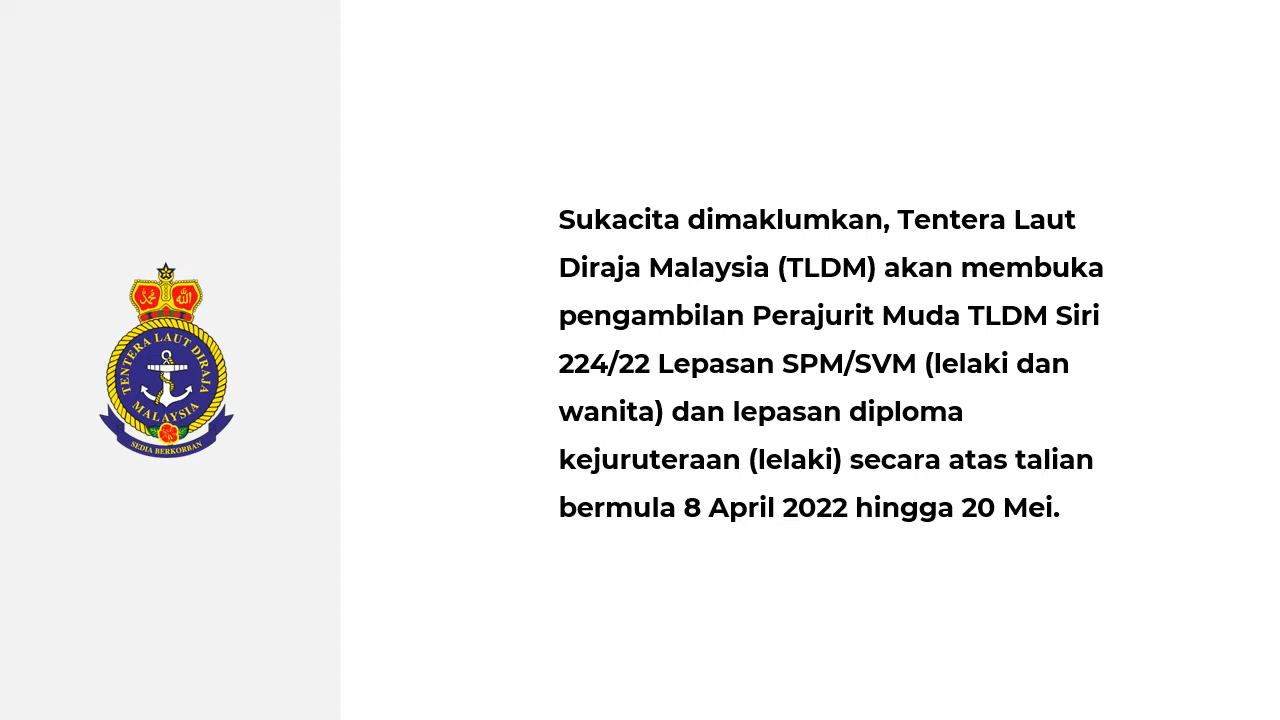 TENTERA LAUT DIRAJA
MALAYSIA
SEDIA BERKORBAN
Sukacita dimaklumkan, Tentera Laut
Diraja Malaysia (TLDM) akan membuka
pengambilan Perajurit Muda TLDM Siri
224/22 Lepasan SPM/SVM (lelaki dan
wanita) dan lepasan diploma
kejuruteraan (lelaki) secara atas talian
bermula 8 April 2022 hingga 20 Mei.